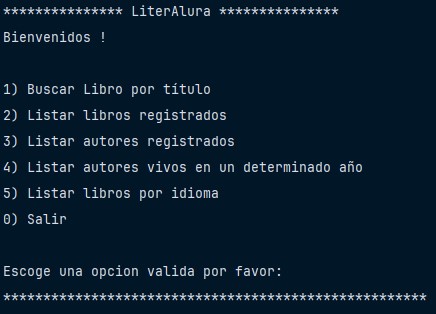 *************** LiterAlura ***************
Bienvenidos !
1) Buscar Libro por título
2) Listar libros registrados
3) Listar autores registrados
4) Listar autores vivos en un determinado año
5) Listar libros por idioma
0) Salir
Escoge una opcion valida por favor:
*****************************************************